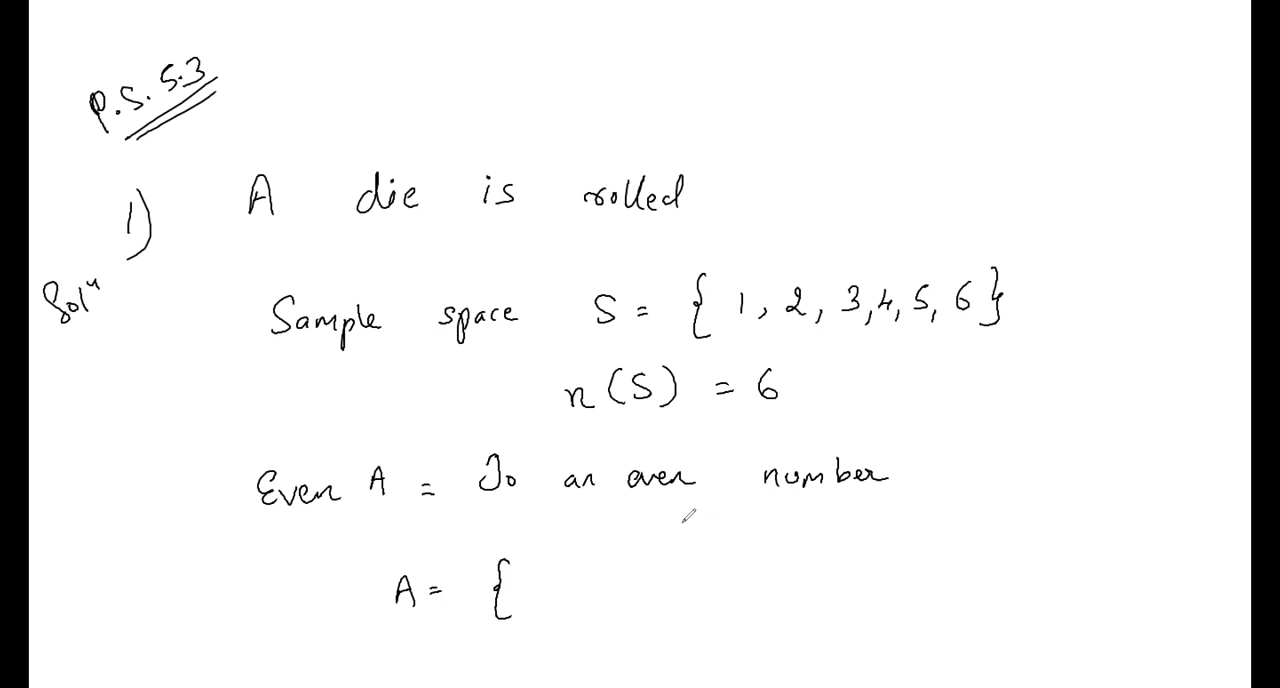 P.S. 5.3
1) A die is rolled
Solⁿ
Sample space S = { 1, 2, 3, 4, 5, 6 }
n (S) = 6
Even A = To an even number
A = {